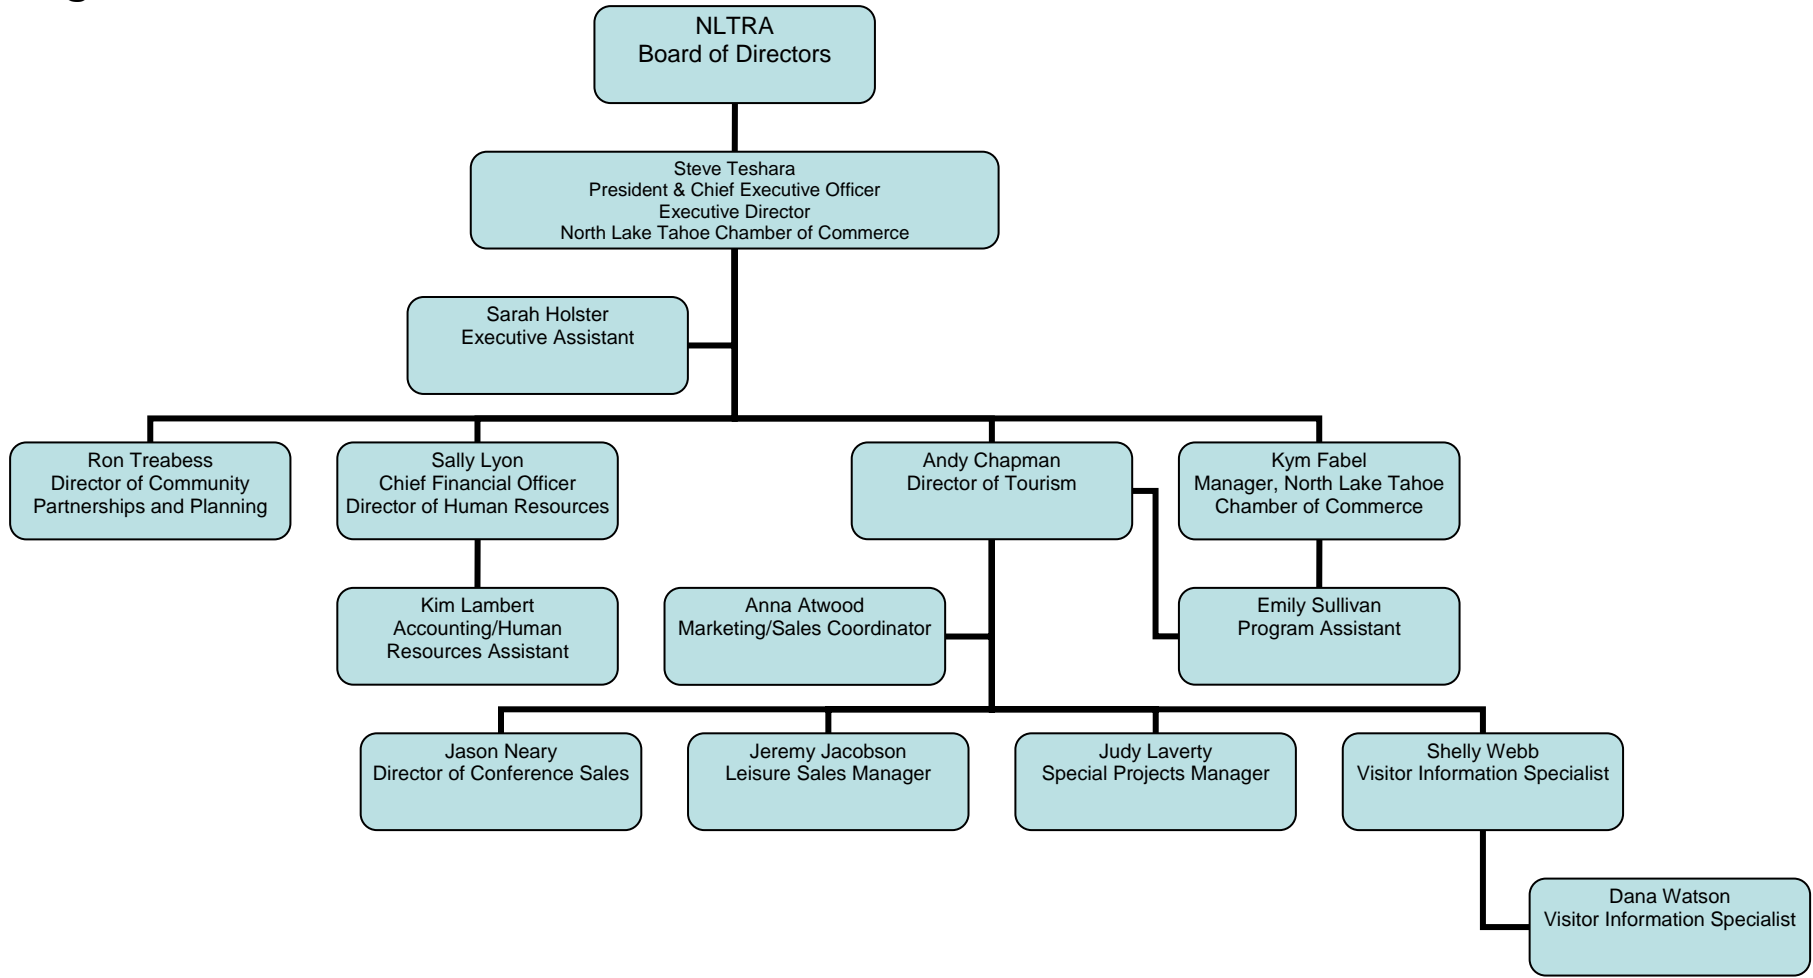 NLTRA
Board of Directors
Steve Teshara
President & Chief Executive Officer
Executive Director
North Lake Tahoe Chamber of Commerce
Sarah Holster
Executive Assistant
Ron Treabess
Director of Community
Partnerships and Planning
Sally Lyon
Chief Financial Officer
Director of Human Resources
Andy Chapman
Director of Tourism
Kym Fabel
Manager, North Lake Tahoe
Chamber of Commerce
Kim Lambert
Accounting/Human
Resources Assistant
Anna Atwood
Marketing/Sales Coordinator
Emily Sullivan
Program Assistant
Jason Neary
Director of Conference Sales
Jeremy Jacobson
Leisure Sales Manager
Judy Laverty
Special Projects Manager
Shelly Webb
Visitor Information Specialist
Dana Watson
Visitor Information Specialist